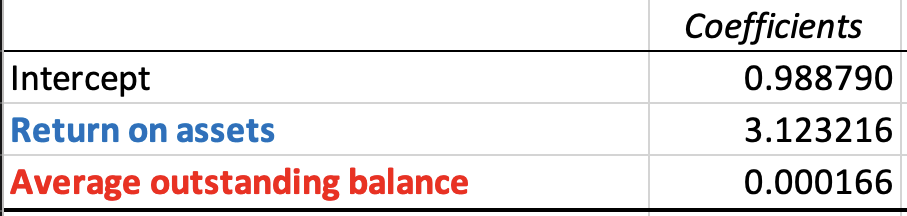 Coefficients
Intercept 0.988790
Return on assets 3.123216
Average outstanding balance 0.000166